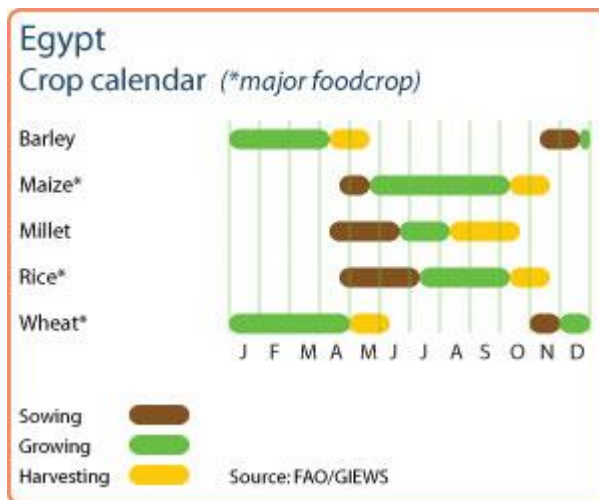 Egypt
Crop calendar (*major foodcrop)
Barley
Maize*
Millet
Rice*
Wheat*
J F M A M J J A S O N D
Sowing
Growing
Harvesting
Source: FAO/GIEWS